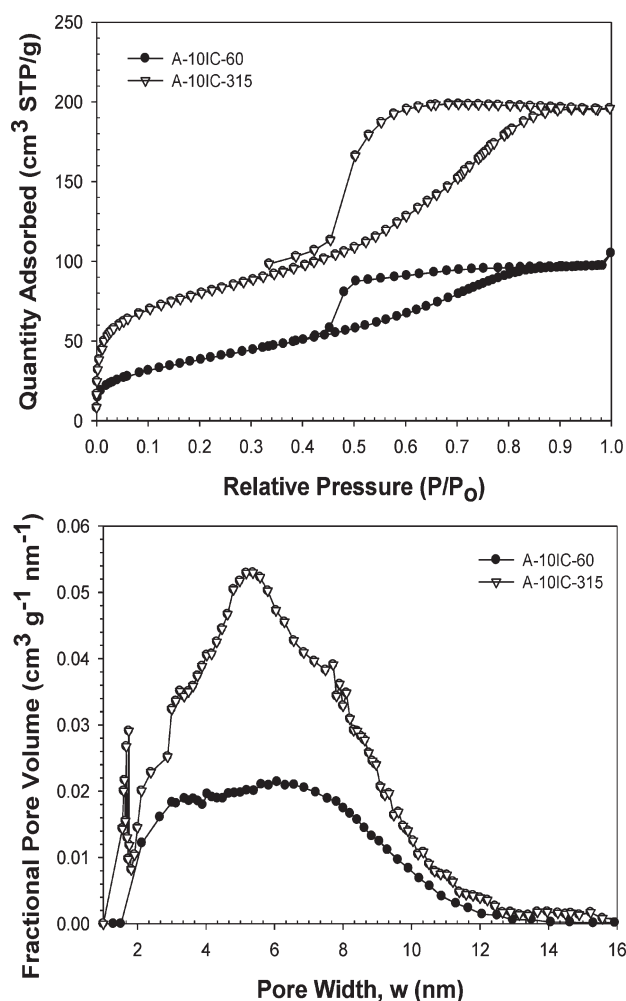 250
200
150
100
50
0
A-10IC-60
A-10IC-315
Quantity Adsorbed (cm³ STP/g)
0.0 0.1 0.2 0.3 0.4 0.5 0.6 0.7 0.8 0.9 1.0
Relative Pressure (P/P₀)
0.06
0.05
0.04
0.03
0.02
0.01
0.00
A-10IC-60
A-10IC-315
Fractional Pore Volume (cm³ g⁻¹ nm⁻¹)
2 4 6 8 10 12 14 16
Pore Width, w (nm)